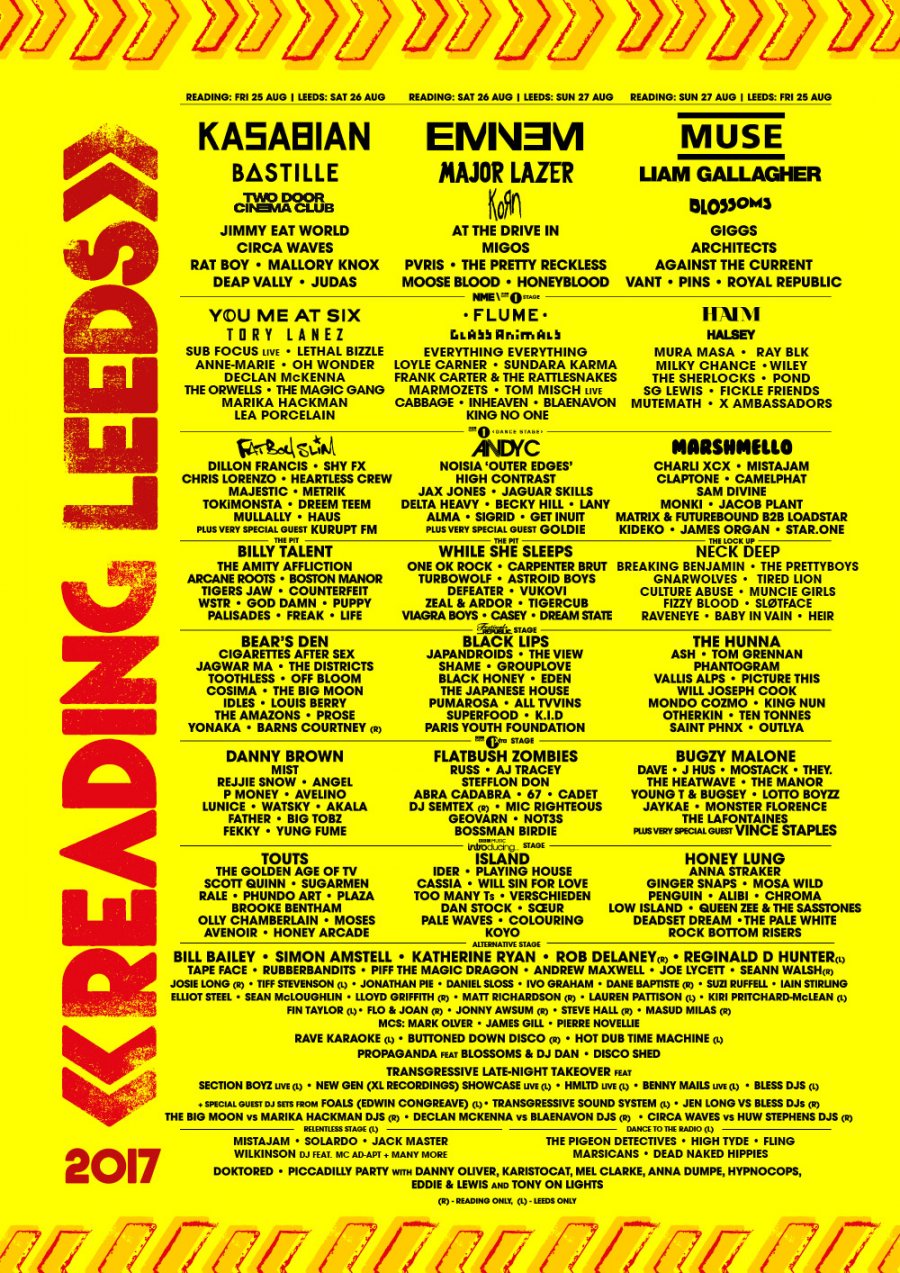 «READING LEEDS»
2017
READING: FRI 25 AUG | LEEDS: SAT 26 AUG
KASABIAN
BASTILLE
TWO DOOR
CINEMA CLUB
JIMMY EAT WORLD
CIRCA WAVES
RAT BOY • MALLORY KNOX
DEAP VALLY • JUDAS
READING: SAT 26 AUG | LEEDS: SUN 27 AUG
EMINEM
MAJOR LAZER
KoRn
AT THE DRIVE IN
MIGOS
PVRIS • THE PRETTY RECKLESS
MOOSE BLOOD • HONEYBLOOD
READING: SUN 27 AUG | LEEDS: FRI 25 AUG
MUSE
LIAM GALLAGHER
BLOSSOMS
GIGGS
ARCHITECTS
AGAINST THE CURRENT
VANT • PINS • ROYAL REPUBLIC
NME \ BBC RADIO 1 STAGE
YOU ME AT SIX
TORY LANEZ
SUB FOCUS LIVE • LETHAL BIZZLE
ANNE-MARIE • OH WONDER
DECLAN McKENNA
THE ORWELLS • THE MAGIC GANG
MARIKA HACKMAN
LEA PORCELAIN
• FLUME •
GLASS ANIMALS
EVERYTHING EVERYTHING
LOYLE CARNER • SUNDARA KARMA
FRANK CARTER & THE RATTLESNAKES
MARMOZETS • TOM MISCH LIVE
CABBAGE • INHEAVEN • BLAENAVON
KING NO ONE
HAIM
HALSEY
MURA MASA • RAY BLK
MILKY CHANCE • WILEY
THE SHERLOCKS • POND
SG LEWIS • FICKLE FRIENDS
MUTEMATH • X AMBASSADORS
BBC RADIO 1 ‹DANCE STAGE›
FATBOY SLIM
DILLON FRANCIS • SHY FX
CHRIS LORENZO • HEARTLESS CREW
MAJESTIC • METRIK
TOKIMONSTA • DREEM TEEM
MULLALLY • HAUS
PLUS VERY SPECIAL GUEST KURUPT FM
ANDY C
NOISIA 'OUTER EDGES'
HIGH CONTRAST
JAX JONES • JAGUAR SKILLS
DELTA HEAVY • BECKY HILL • LANY
ALMA • SIGRID • GET INUIT
PLUS VERY SPECIAL GUEST GOLDIE
MARSHMELLO
CHARLI XCX • MISTAJAM
CLAPTONE • CAMELPHAT
SAM DIVINE
MONKI • JACOB PLANT
MATRIX & FUTUREBOUND B2B LOADSTAR
KIDEKO • JAMES ORGAN • STAR.ONE
THE PIT
BILLY TALENT
THE AMITY AFFLICTION
ARCANE ROOTS • BOSTON MANOR
TIGERS JAW • COUNTERFEIT
WSTR • GOD DAMN • PUPPY
PALISADES • FREAK • LIFE
THE PIT
WHILE SHE SLEEPS
ONE OK ROCK • CARPENTER BRUT
TURBOWOLF • ASTROID BOYS
DEFEATER • VUKOVI
ZEAL & ARDOR • TIGERCUB
VIAGRA BOYS • CASEY • DREAM STATE
THE LOCK UP
NECK DEEP
BREAKING BENJAMIN • THE PRETTYBOYS
GNARWOLVES • TIRED LION
CULTURE ABUSE • MUNCIE GIRLS
FIZZY BLOOD • SLØTFACE
RAVENEYE • BABY IN VAIN • HEIR
Festival REPUBLIC STAGE
BEAR'S DEN
CIGARETTES AFTER SEX
JAGWAR MA • THE DISTRICTS
TOOTHLESS • OFF BLOOM
COSIMA • THE BIG MOON
IDLES • LOUIS BERRY
THE AMAZONS • PROSE
YONAKA • BARNS COURTNEY (R)
BLACK LIPS
JAPANDROIDS • THE VIEW
SHAME • GROUPLOVE
BLACK HONEY • EDEN
THE JAPANESE HOUSE
PUMAROSA • ALL TVVINS
SUPERFOOD • K.I.D
PARIS YOUTH FOUNDATION
THE HUNNA
ASH • TOM GRENNAN
PHANTOGRAM
VALLIS ALPS • PICTURE THIS
WILL JOSEPH COOK
MONDO COZMO • KING NUN
OTHERKIN • TEN TONNES
SAINT PHNX • OUTLYA
BBC RADIO 1Xtra STAGE
DANNY BROWN
MIST
REJJIE SNOW • ANGEL
P MONEY • AVELINO
LUNICE • WATSKY • AKALA
FATHER • BIG TOBZ
FEKKY • YUNG FUME
FLATBUSH ZOMBIES
RUSS • AJ TRACEY
STEFFLON DON
ABRA CADABRA • 67 • CADET
DJ SEMTEX (R) • MIC RIGHTEOUS
GEOVARN • NOT3S
BOSSMAN BIRDIE
BUGZY MALONE
DAVE • J HUS • MOSTACK • THEY.
THE HEATWAVE • THE MANOR
YOUNG T & BUGSEY • LOTTO BOYZZ
JAYKAE • MONSTER FLORENCE
THE LAFONTAINES
PLUS VERY SPECIAL GUEST VINCE STAPLES
BBC MUSIC introducing... STAGE
TOUTS
THE GOLDEN AGE OF TV
SCOTT QUINN • SUGARMEN
RALE • PHUNDO ART • PLAZA
BROOKE BENTHAM
OLLY CHAMBERLAIN • MOSES
AVENOIR • HONEY ARCADE
ISLAND
IDER • PLAYING HOUSE
CASSIA • WILL SIN FOR LOVE
TOO MANY Ts • VERSCHIEDEN
DAN STOCK • SŒUR
PALE WAVES • COLOURING
KOYO
HONEY LUNG
ANNA STRAKER
GINGER SNAPS • MOSA WILD
PENGUIN • ALIBI • CHROMA
LOW ISLAND • QUEEN ZEE & THE SASSTONES
DEADSET DREAM • THE PALE WHITE
ROCK BOTTOM RISERS
ALTERNATIVE STAGE
BILL BAILEY • SIMON AMSTELL • KATHERINE RYAN • ROB DELANEY (R) • REGINALD D HUNTER (L)
TAPE FACE • RUBBERBANDITS • PIFF THE MAGIC DRAGON • ANDREW MAXWELL • JOE LYCETT • SEANN WALSH (R)
JOSIE LONG (R) • TIFF STEVENSON (L) • JONATHAN PIE • DANIEL SLOSS • IVO GRAHAM • DANE BAPTISTE (R) • SUZI RUFFELL • IAIN STIRLING
ELLIOT STEEL • SEAN McLOUGHLIN • LLOYD GRIFFITH (R) • MATT RICHARDSON (R) • LAUREN PATTISON (L) • KIRI PRITCHARD-McLEAN (L)
FIN TAYLOR (L) • FLO & JOAN (R) • JONNY AWSUM (R) • STEVE HALL (R) • MASUD MILAS (R)
MCS: MARK OLVER • JAMES GILL • PIERRE NOVELLIE
RAVE KARAOKE (L) • BUTTONED DOWN DISCO (R) • HOT DUB TIME MACHINE (L)
PROPAGANDA FEAT BLOSSOMS & DJ DAN • DISCO SHED
TRANSGRESSIVE LATE-NIGHT TAKEOVER FEAT
SECTION BOYZ LIVE (L) • NEW GEN (XL RECORDINGS) SHOWCASE LIVE (L) • HMLTD LIVE (L) • BENNY MAILS LIVE (L) • BLESS DJS (L)
+ SPECIAL GUEST DJ SETS FROM FOALS (EDWIN CONGREAVE) (L) • TRANSGRESSIVE SOUND SYSTEM (L) • JEN LONG VS BLESS DJs (R)
THE BIG MOON vs MARIKA HACKMAN DJS (R) • DECLAN MCKENNA vs BLAENAVON DJS (R) • CIRCA WAVES vs HUW STEPHENS DJS (R)
RELENTLESS STAGE (L)
MISTAJAM • SOLARDO • JACK MASTER
WILKINSON DJ FEAT. MC AD-APT + MANY MORE
DANCE TO THE RADIO (L)
THE PIGEON DETECTIVES • HIGH TYDE • FLING
MARSICANS • DEAD NAKED HIPPIES
DOKTORED • PICCADILLY PARTY WITH DANNY OLIVER, KARISTOCAT, MEL CLARKE, ANNA DUMPE, HYPNOCOPS,
EDDIE & LEWIS AND TONY ON LIGHTS
(R) - READING ONLY, (L) - LEEDS ONLY